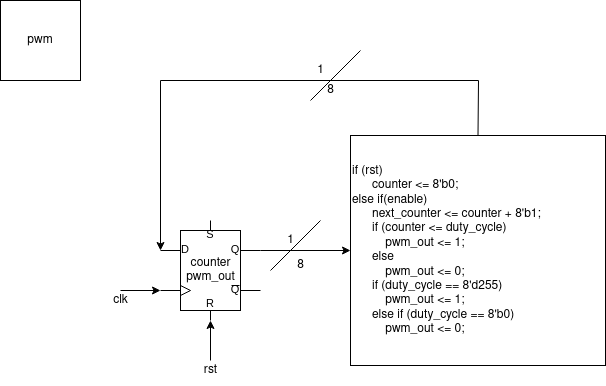 pwm
1
8
if (rst)
counter <= 8'b0;
else if(enable)
next_counter <= counter + 8'b1;
if (counter <= duty_cycle)
pwm_out <= 1;
else
pwm_out <= 0;
if (duty_cycle == 8'd255)
pwm_out <= 1;
else if (duty_cycle == 8'b0)
pwm_out <= 0;
S
D Q
counter
pwm_out
Q
R
1
8
clk
rst